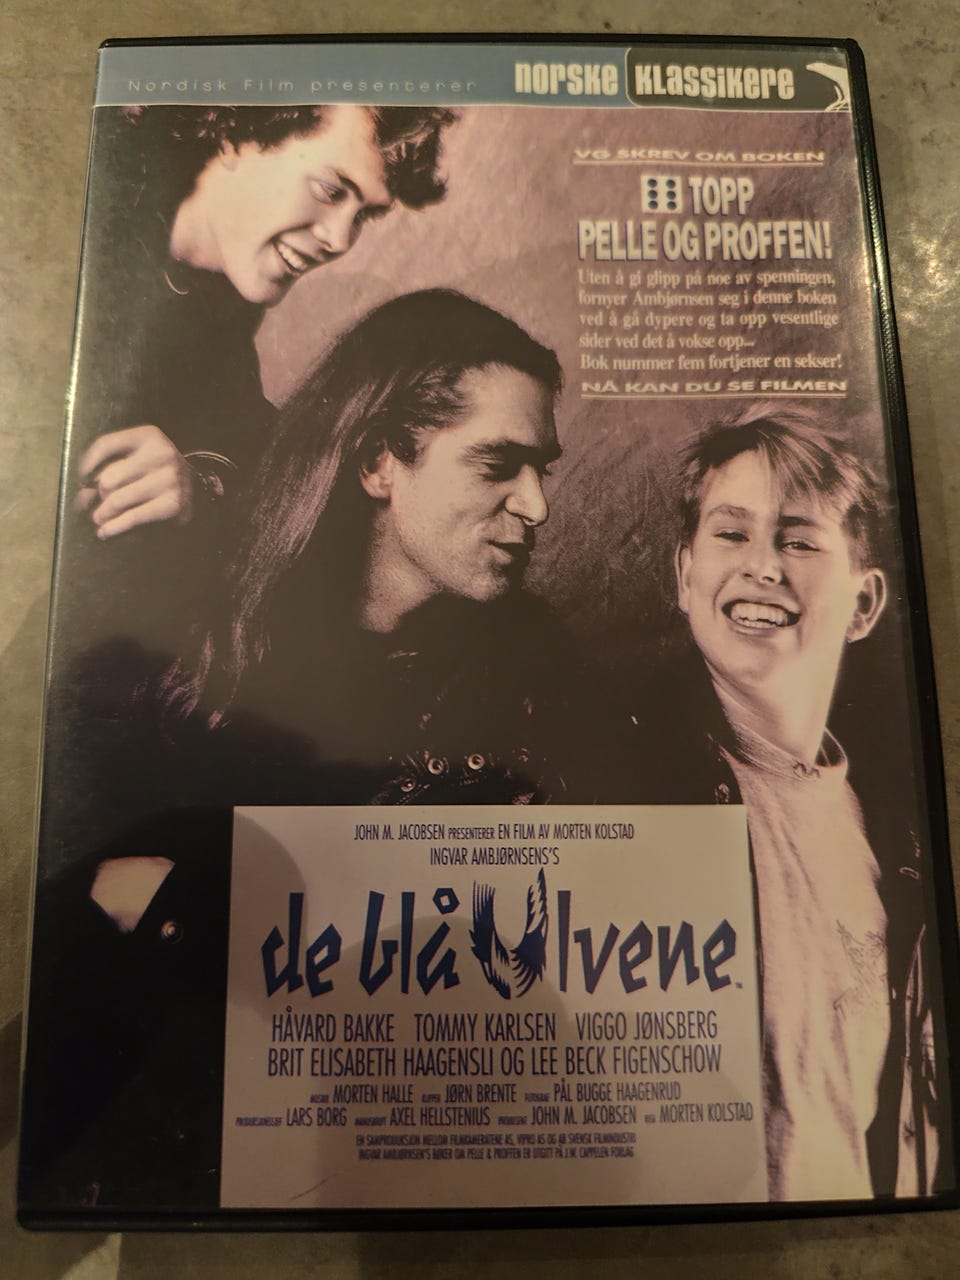 Nordisk Film presenterer
norske klassikere
VG SKREV OM BOKEN
TOPP
PELLE OG PROFFEN!
Uten å gi glipp på noe av spenningen,
fornyer Ambjørnsen seg i denne boken
ved å gå dypere og ta opp vesentlige
sider ved det å vokse opp...
Bok nummer fem fortjener en sekser!
NÅ KAN DU SE FILMEN
JOHN M. JACOBSEN PRESENTERER EN FILM AV MORTEN KOLSTAD
INGVAR AMBJØRNSENS'S
de blå Ulvene™
HÅVARD BAKKE TOMMY KARLSEN VIGGO JØNSBERG
BRIT ELISABETH HAAGENSLI OG LEE BECK FIGENSCHOW
MUSIKK MORTEN HALLE KLIPPER JØRN BRENTE FOTOGRAF PÅL BUGGE HAAGENRUD
PRODUKSJONSSJEF LARS BORG MANUSKRIPT AXEL HELLSTENIUS PRODUSENT JOHN M. JACOBSEN REGI MORTEN KOLSTAD
EN SAMPRODUKSJON MELLOM FILMKAMERATENE AS, VIPRO AS OG AB SVENSK FILMINDUSTRI
INGVAR AMBJØRNSEN'S BØKER OM PELLE & PROFFEN ER UTGITT PÅ J.W. CAPPELEN FORLAG